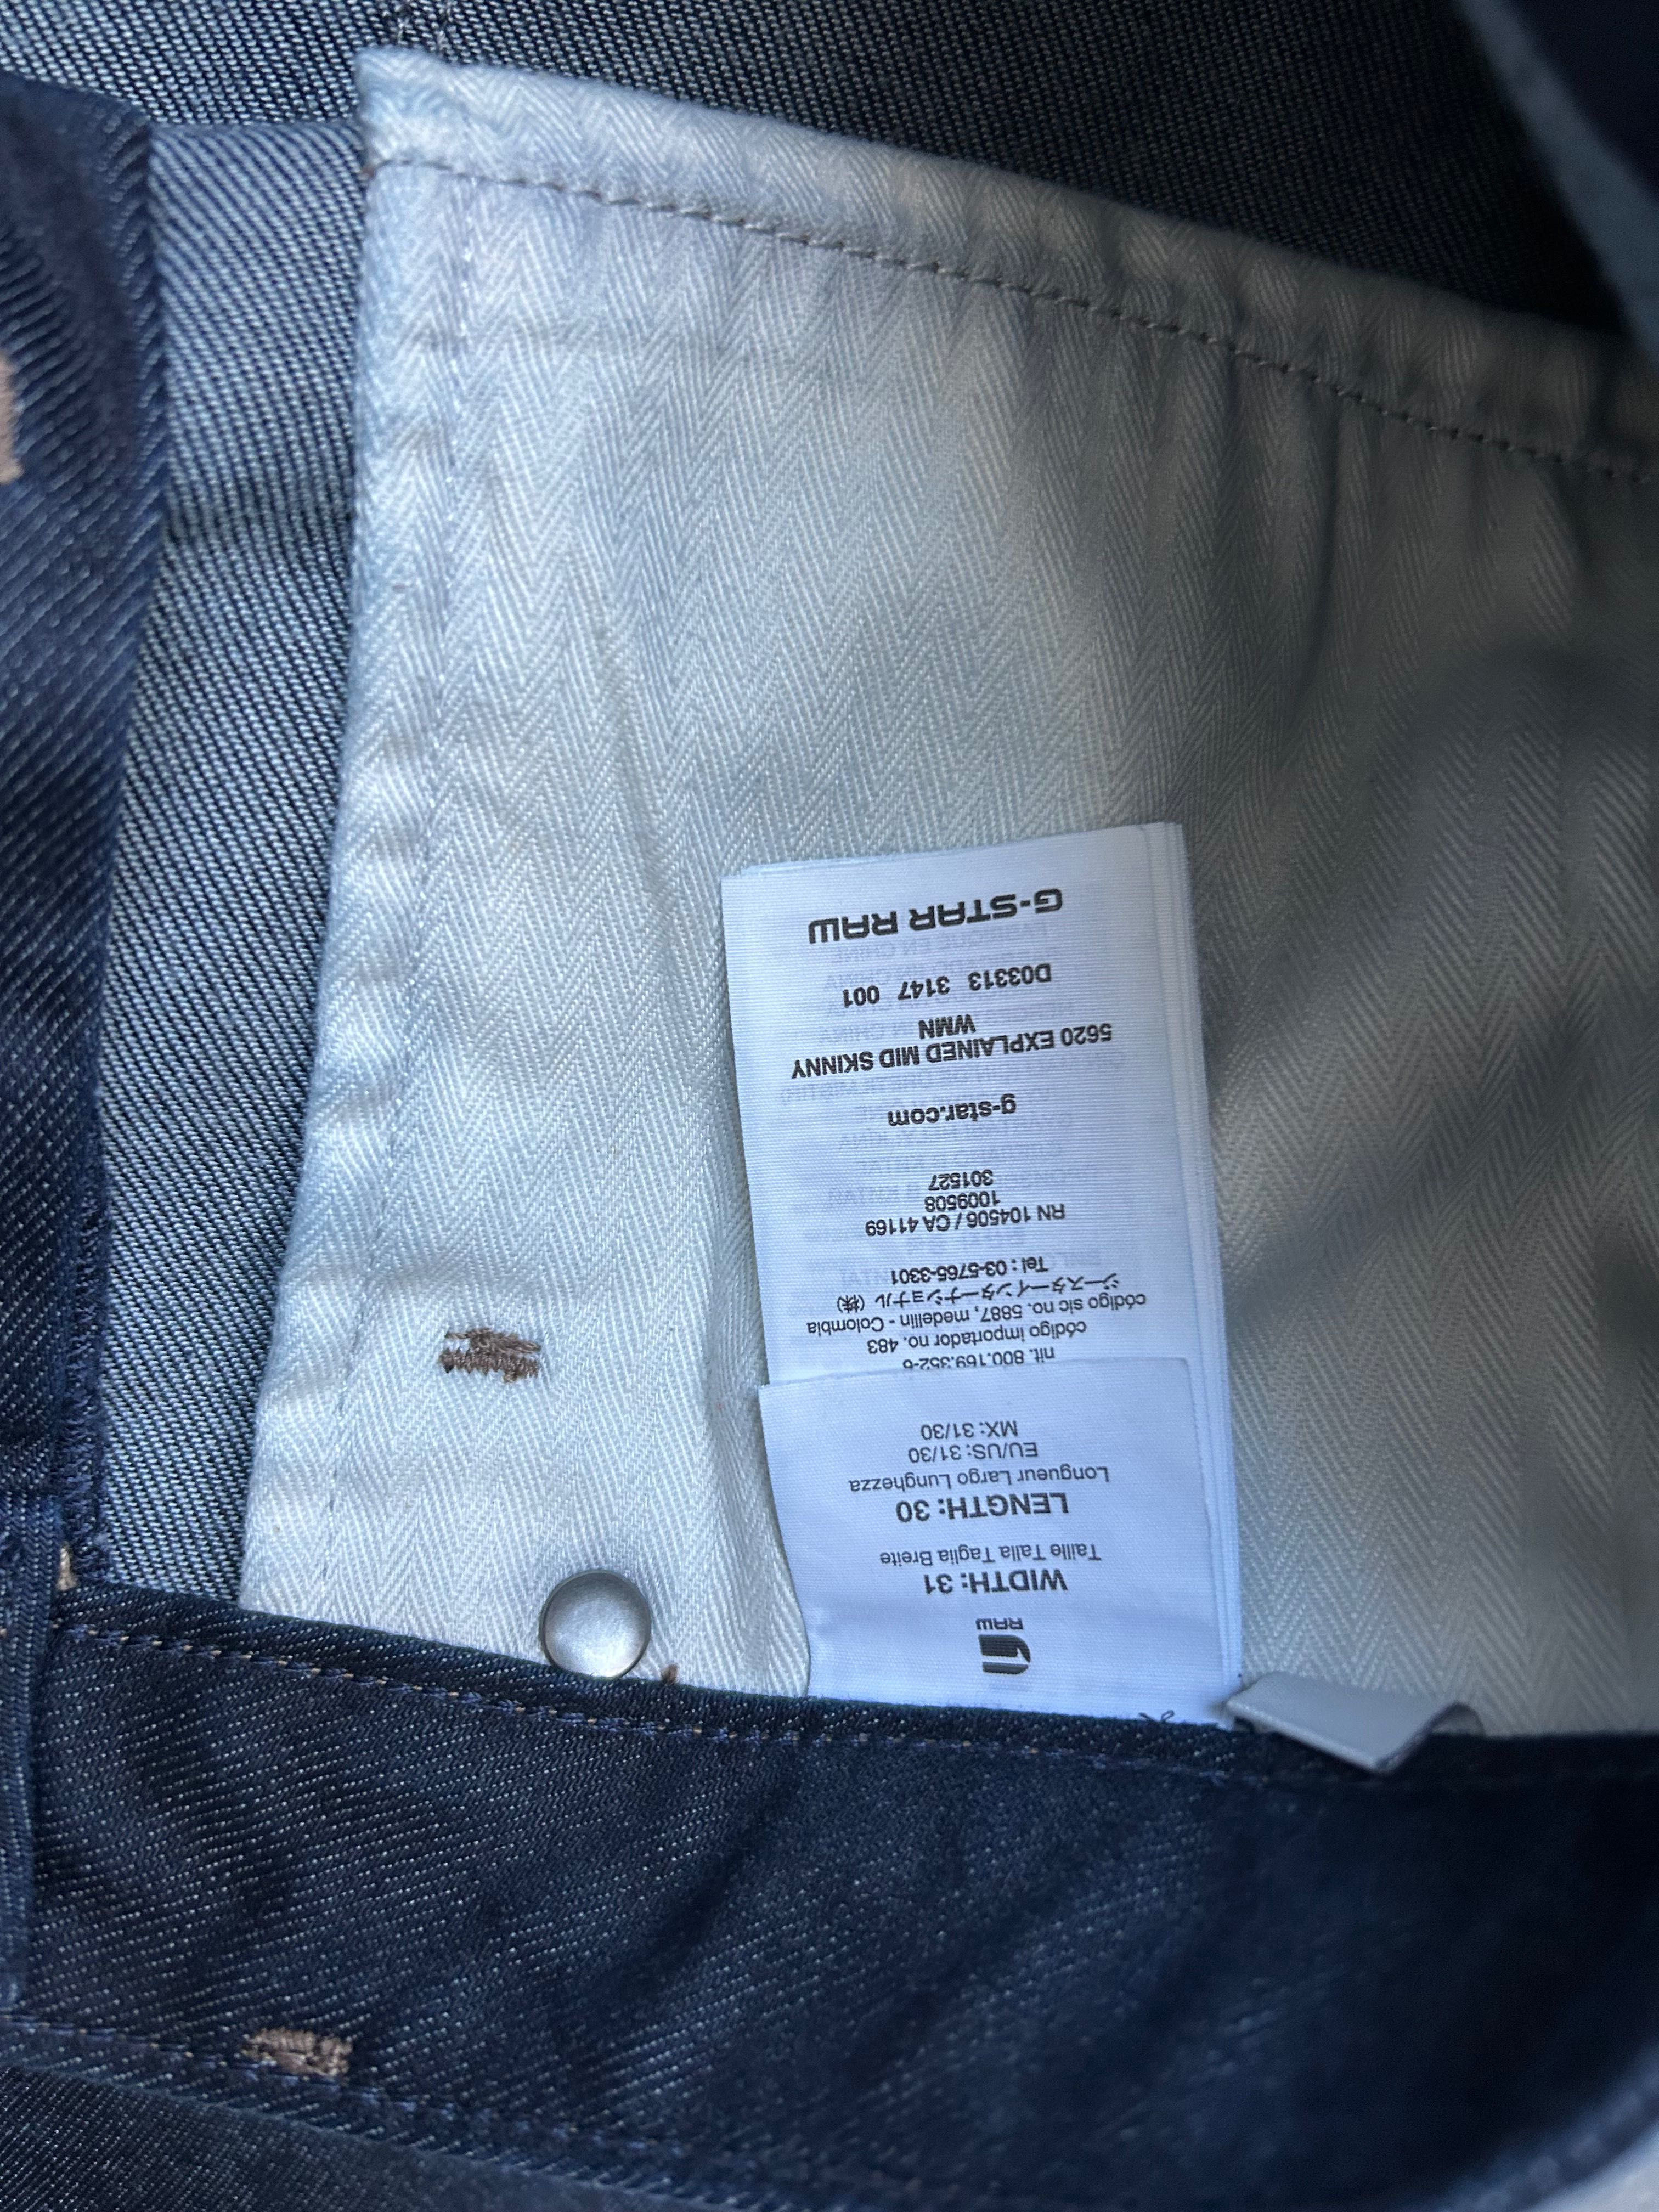 RAW
WIDTH: 31
Taille Talla Taglia Breite
LENGTH: 30
Longueur Largo Lunghezza
EU/US: 31/30
MX: 31/30
nit. 800.169.352-6
código importador no. 483
código sic no. 5887, medellin - Colombia
ジースターインターナショナル (株)
Tel : 03-5765-3301
RN 104506 / CA 41169
1009508
301527
g-star.com
5620 EXPLAINED MID SKINNY
WMN
D03313 3147 001
G-STAR RAW